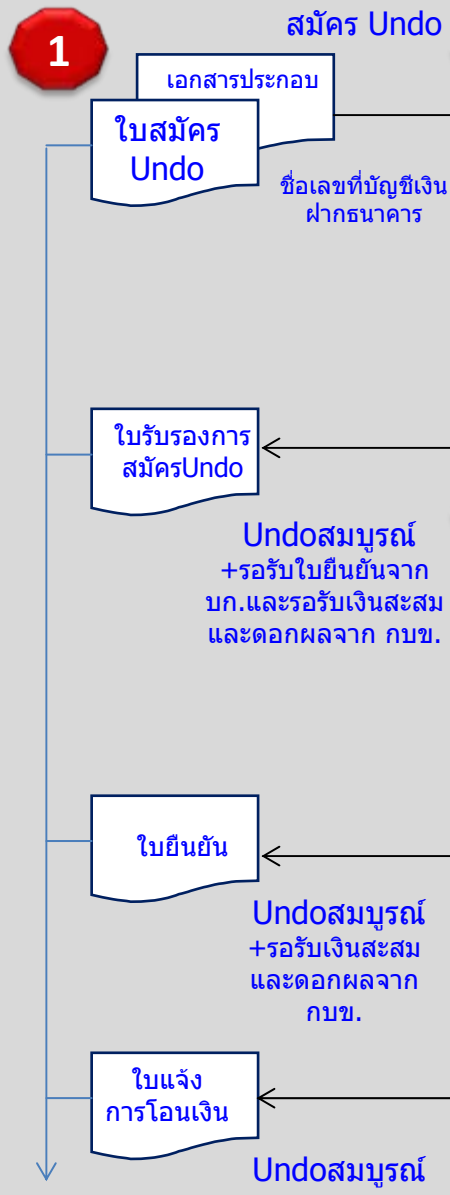 1
สมัคร Undo
เอกสารประกอบ
ใบสมัคร
Undo
ชื่อเลขที่บัญชีเงิน
ฝากธนาคาร
ใบรับรองการ
สมัครUndo
Undoสมบูรณ์
+รอรับใบยืนยันจาก
บก.และรอรับเงินสะสม
และดอกผลจาก กบข.
ใบยืนยัน
Undoสมบูรณ์
+รอรับเงินสะสม
และดอกผลจาก
กบข.
ใบแจ้ง
การโอนเงิน
Undoสมบูรณ์